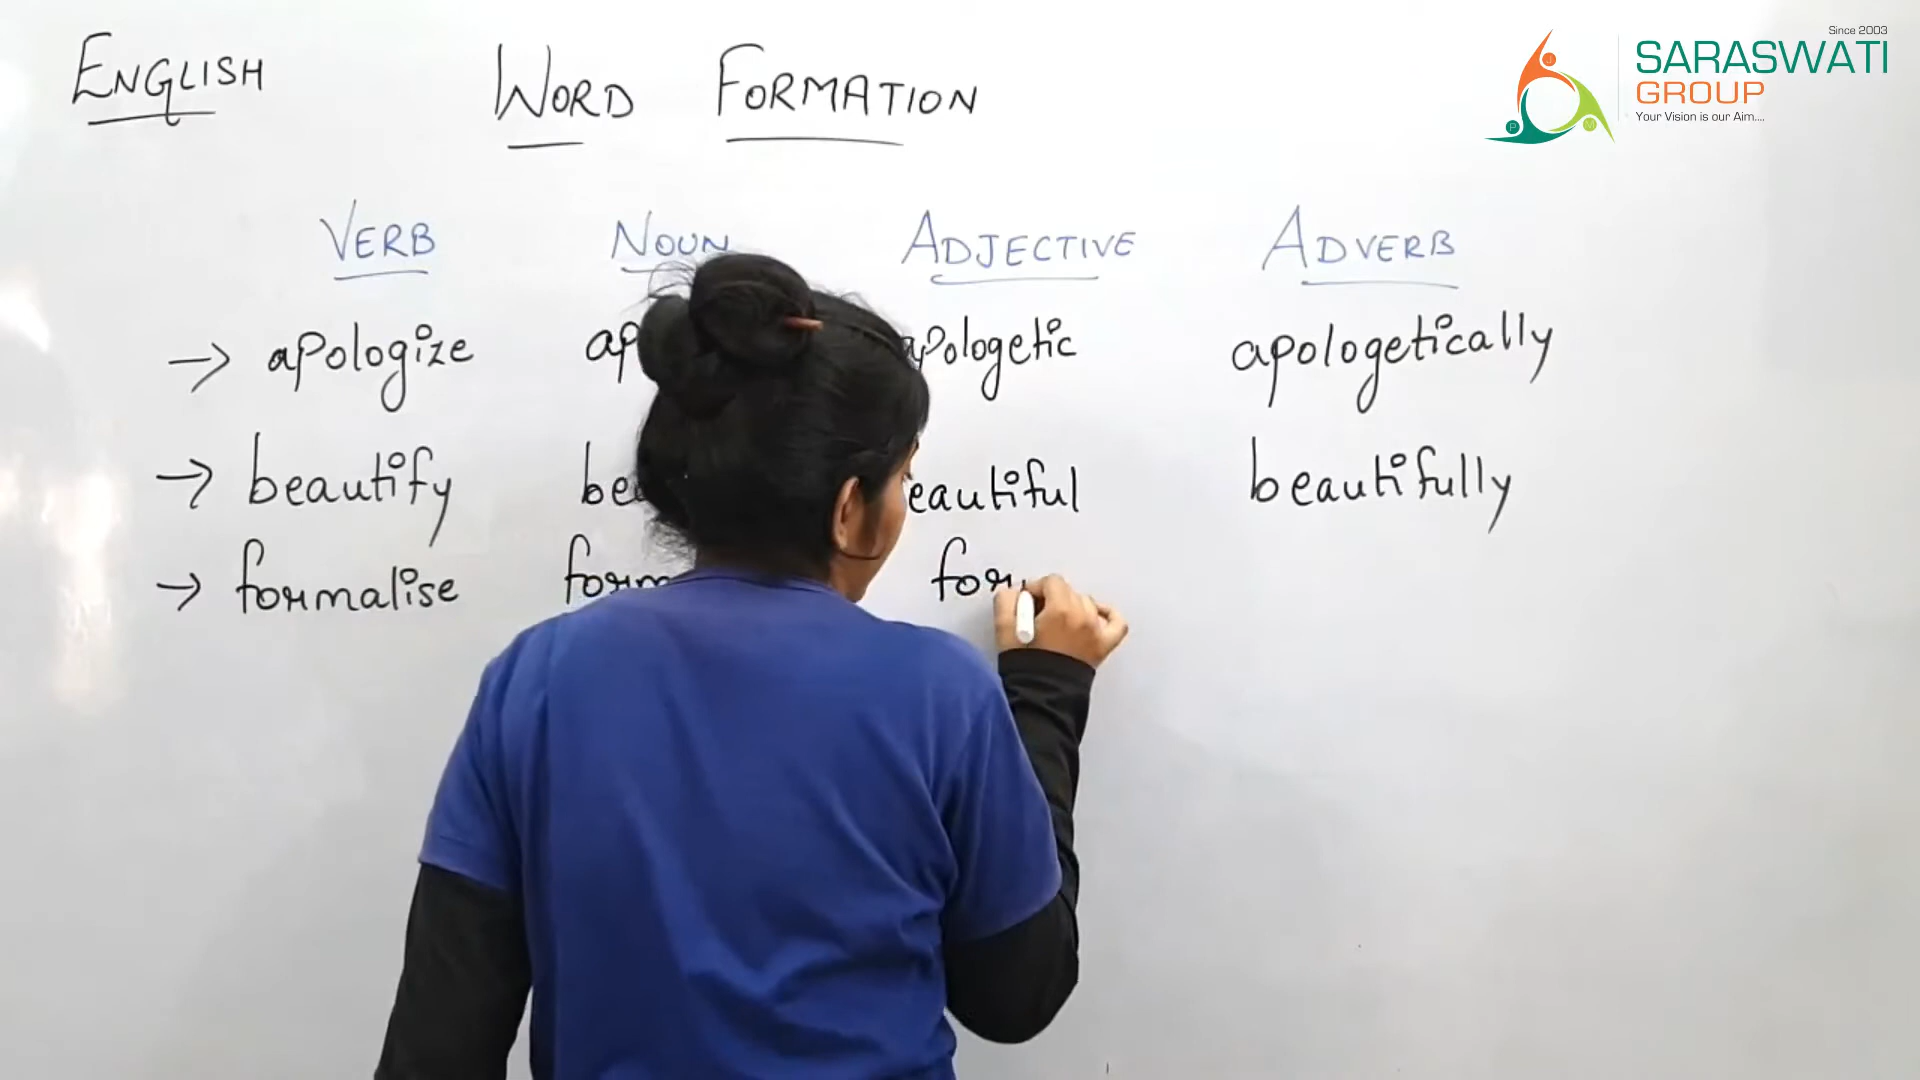 ENGLISH
WORD FORMATION
Since 2003
SARASWATI
GROUP
Your Vision is our Aim....
VERB NOUN ADJECTIVE ADVERB
→ apologize apologetic apologetically
→ beautify beautiful beautifully
→ formalise